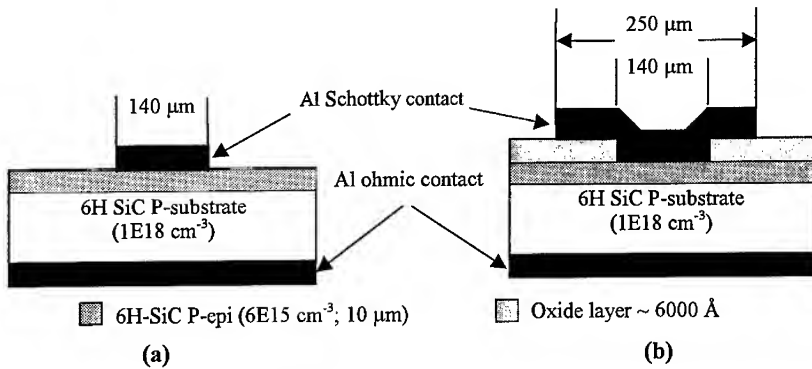 250 µm
140 µm
140 µm
Al Schottky contact
Al ohmic contact
6H SiC P-substrate
(1E18 cm⁻³)
6H SiC P-substrate
(1E18 cm⁻³)
6H-SiC P-epi (6E15 cm⁻³; 10 µm)
Oxide layer ~ 6000 Å
(a)
(b)